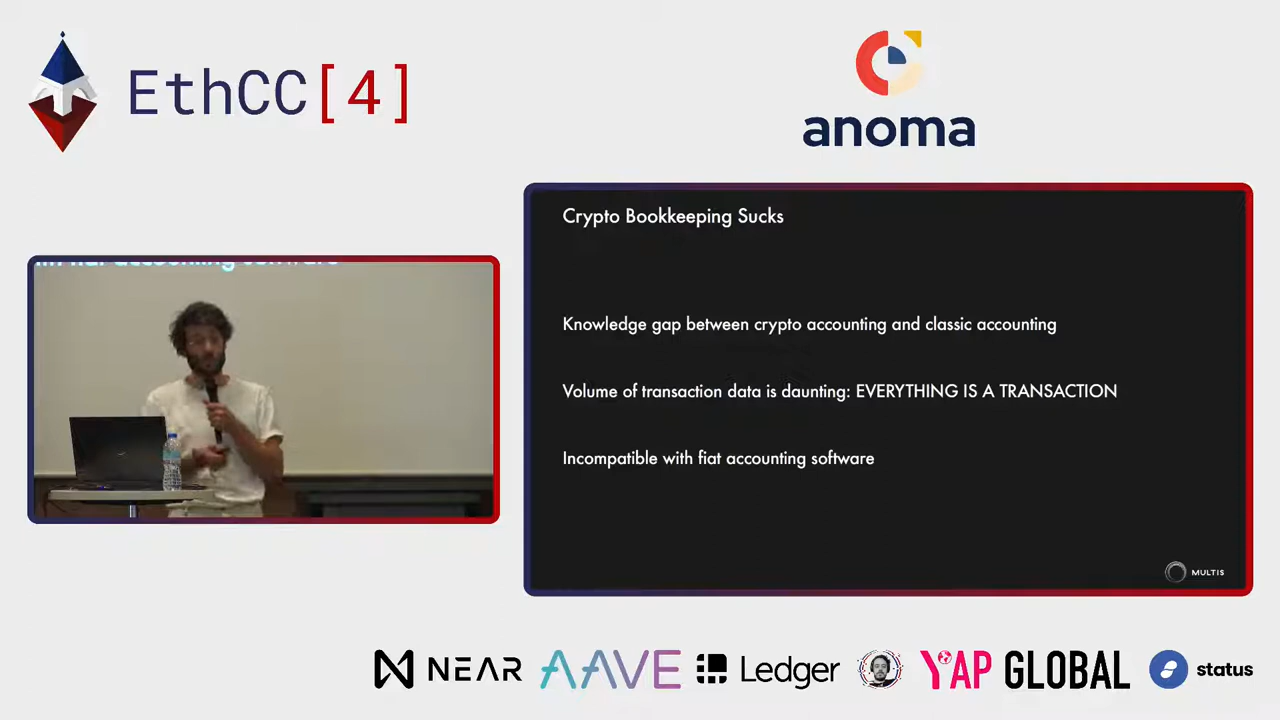 EthCC[4]
anoma
Crypto Bookkeeping Sucks
Knowledge gap between crypto accounting and classic accounting
Volume of transaction data is daunting: EVERYTHING IS A TRANSACTION
Incompatible with fiat accounting software
MULTIS
NEAR
AAVE
Ledger
YAP GLOBAL
status